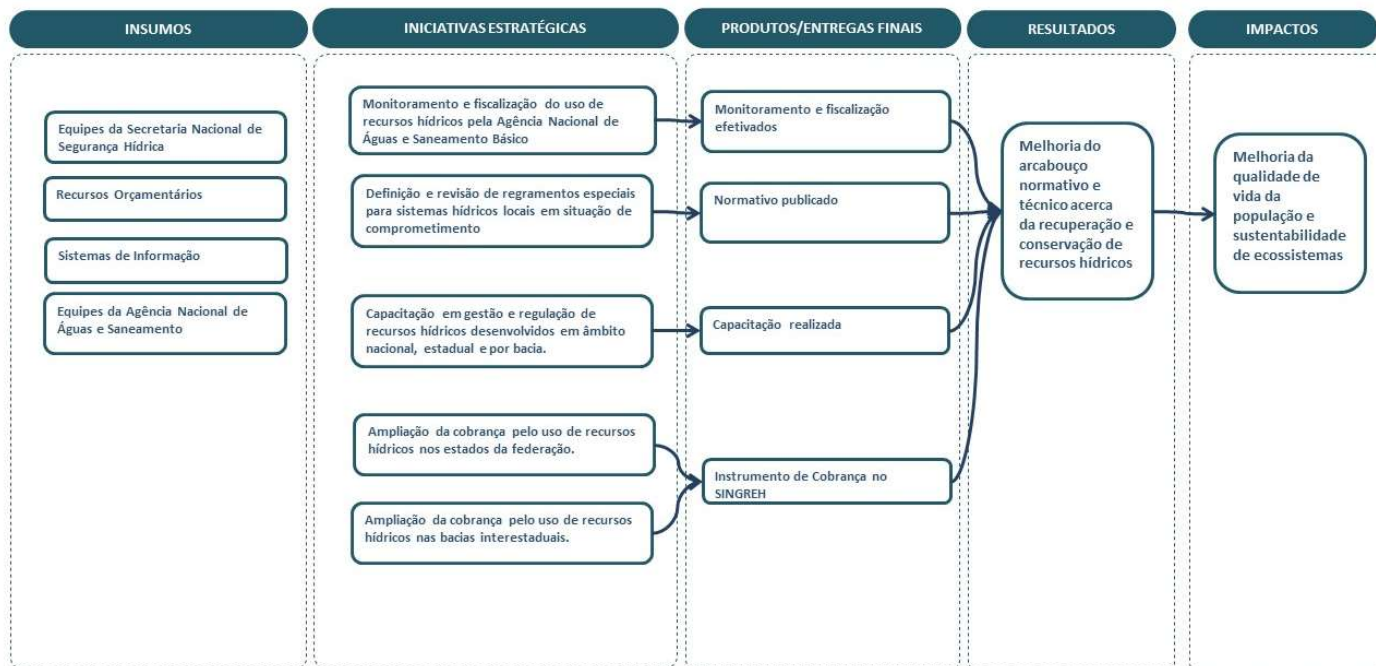 INSUMOS
INICIATIVAS ESTRATÉGICAS
PRODUTOS/ENTREGAS FINAIS
RESULTADOS
IMPACTOS
Equipes da Secretaria Nacional de
Segurança Hídrica
Recursos Orçamentários
Sistemas de Informação
Equipes da Agência Nacional de
Águas e Saneamento
Monitoramento e fiscalização do uso de
recursos hídricos pela Agência Nacional de
Águas e Saneamento Básico
Definição e revisão de regramentos especiais
para sistemas hídricos locais em situação de
comprometimento
Capacitação em gestão e regulação de
recursos hídricos desenvolvidos em âmbito
nacional, estadual e por bacia.
Ampliação da cobrança pelo uso de recursos
hídricos nos estados da federação.
Ampliação da cobrança pelo uso de recursos
hídricos nas bacias interestaduais.
Monitoramento e fiscalização
efetivados
Normativo publicado
Capacitação realizada
Instrumento de Cobrança no
SINGREH
Melhoria do
arcabouço
normativo e
técnico acerca
da recuperação e
conservação de
recursos hídricos
Melhoria da
qualidade de
vida da
população e
sustentabilidade
de ecossistemas